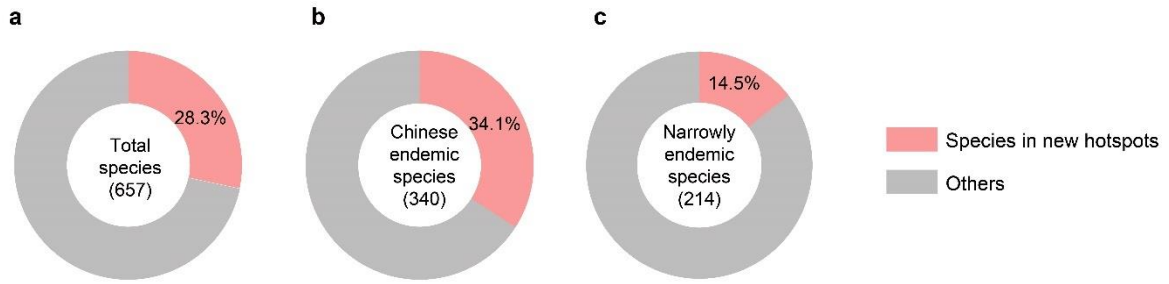 a
b
c
28.3%
Total
species
(657)
34.1%
Chinese
endemic
species
(340)
14.5%
Narrowly
endemic
species
(214)
Species in new hotspots
Others